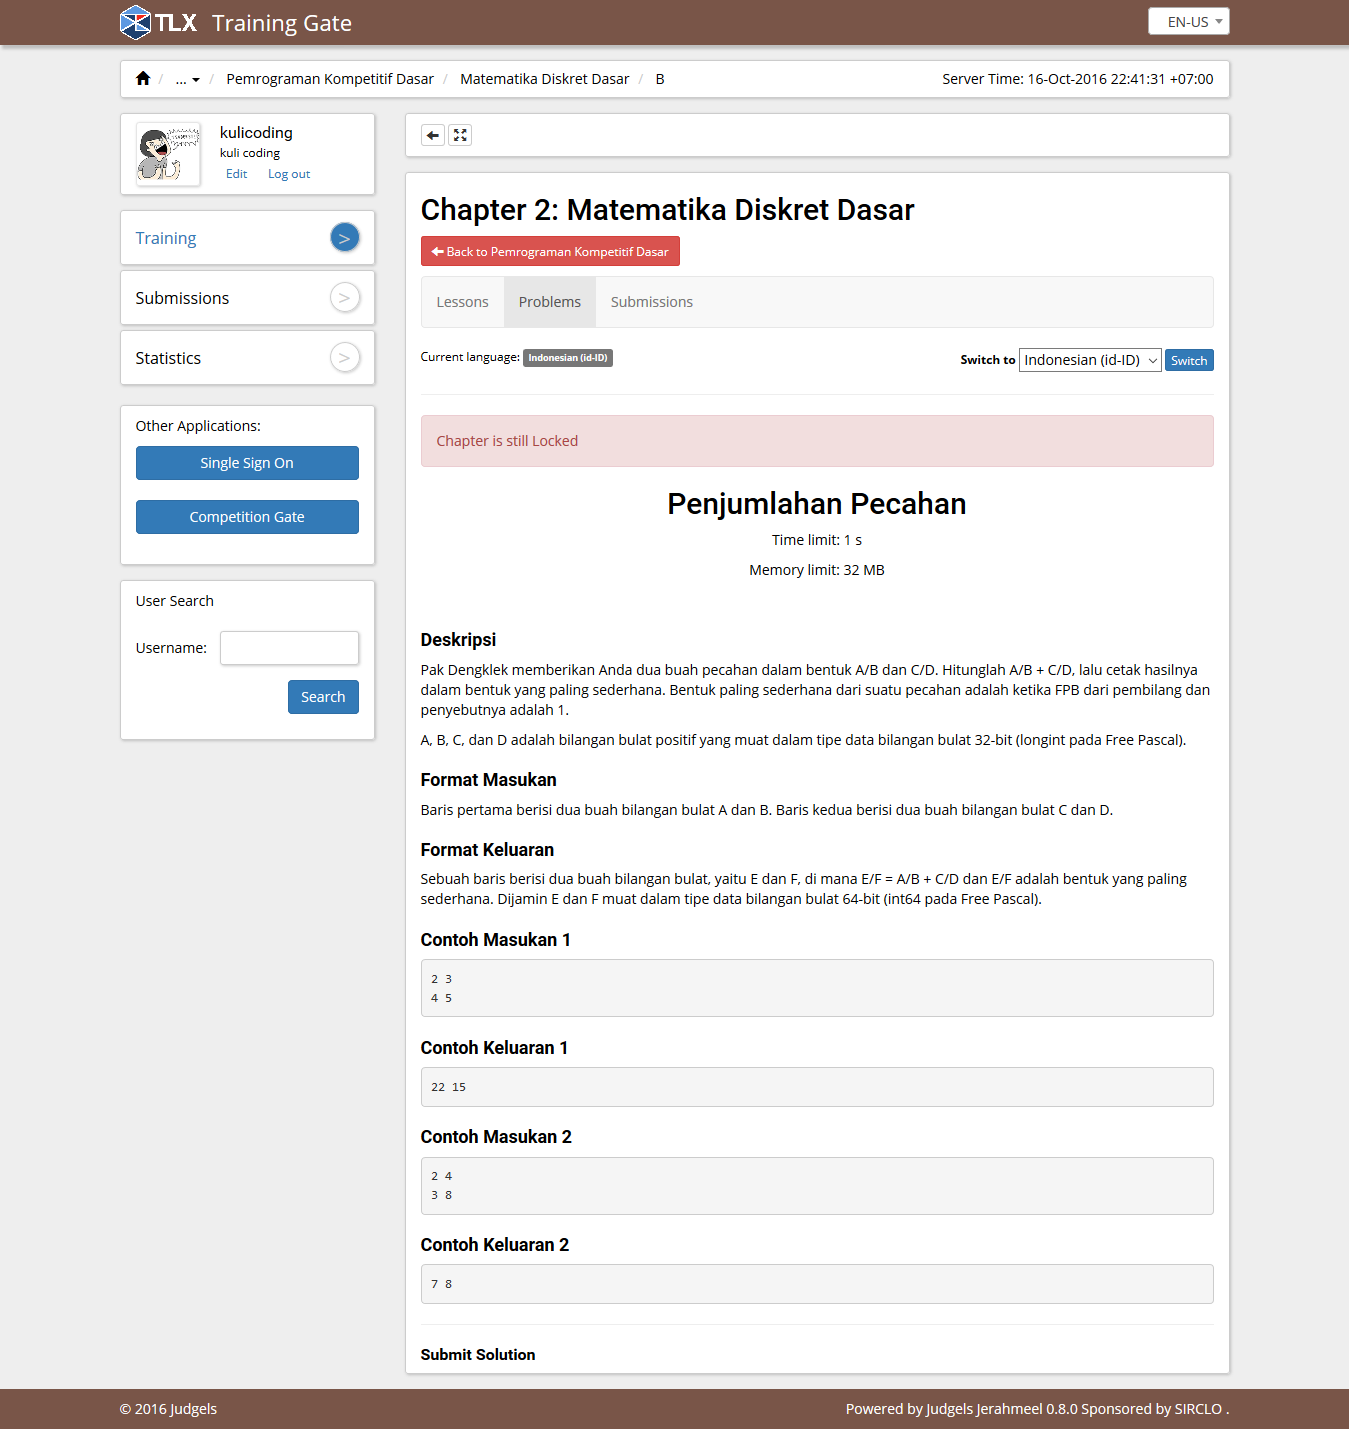 TLX Training Gate
EN-US
/ ... / Pemrograman Kompetitif Dasar / Matematika Diskret Dasar / B
Server Time: 16-Oct-2016 22:41:31 +07:00
kulicoding
kuli coding
Edit Log out
Training >
Submissions >
Statistics >
Other Applications:
Single Sign On
Competition Gate
User Search
Username:
Search
Chapter 2: Matematika Diskret Dasar
Back to Pemrograman Kompetitif Dasar
Lessons Problems Submissions
Current language: Indonesian (id-ID)
Switch to Indonesian (id-ID) Switch
Chapter is still Locked
Penjumlahan Pecahan
Time limit: 1 s
Memory limit: 32 MB
Deskripsi
Pak Dengklek memberikan Anda dua buah pecahan dalam bentuk A/B dan C/D. Hitunglah A/B + C/D, lalu cetak hasilnya
dalam bentuk yang paling sederhana. Bentuk paling sederhana dari suatu pecahan adalah ketika FPB dari pembilang dan
penyebutnya adalah 1.
A, B, C, dan D adalah bilangan bulat positif yang muat dalam tipe data bilangan bulat 32-bit (longint pada Free Pascal).
Format Masukan
Baris pertama berisi dua buah bilangan bulat A dan B. Baris kedua berisi dua buah bilangan bulat C dan D.
Format Keluaran
Sebuah baris berisi dua buah bilangan bulat, yaitu E dan F, di mana E/F = A/B + C/D dan E/F adalah bentuk yang paling
sederhana. Dijamin E dan F muat dalam tipe data bilangan bulat 64-bit (int64 pada Free Pascal).
Contoh Masukan 1
2 3
4 5
Contoh Keluaran 1
22 15
Contoh Masukan 2
2 4
3 8
Contoh Keluaran 2
7 8
Submit Solution
© 2016 Judgels
Powered by Judgels Jerahmeel 0.8.0 Sponsored by SIRCLO .